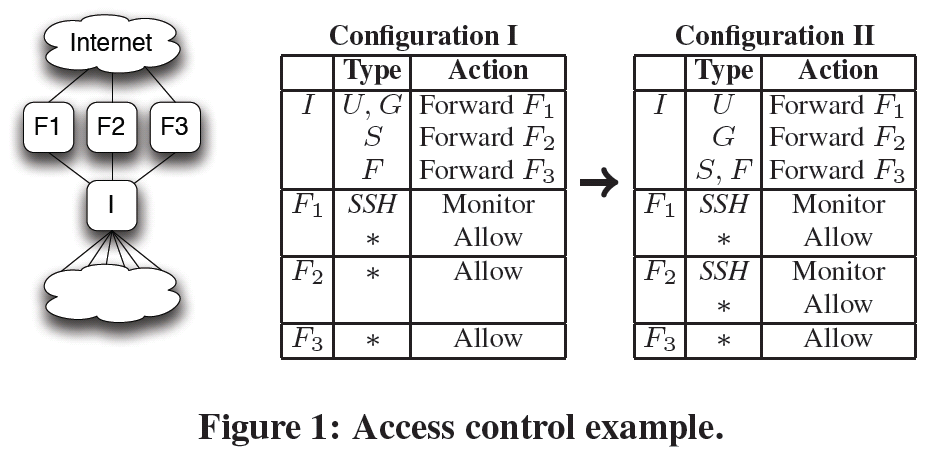 Internet
F1 F2 F3
I
Configuration I
Type Action
I U, G Forward F1
S Forward F2
F Forward F3
F1 SSH Monitor
* Allow
F2 * Allow
F3 * Allow
→
Configuration II
Type Action
I U Forward F1
G Forward F2
S, F Forward F3
F1 SSH Monitor
* Allow
F2 SSH Monitor
* Allow
F3 * Allow
Figure 1: Access control example.